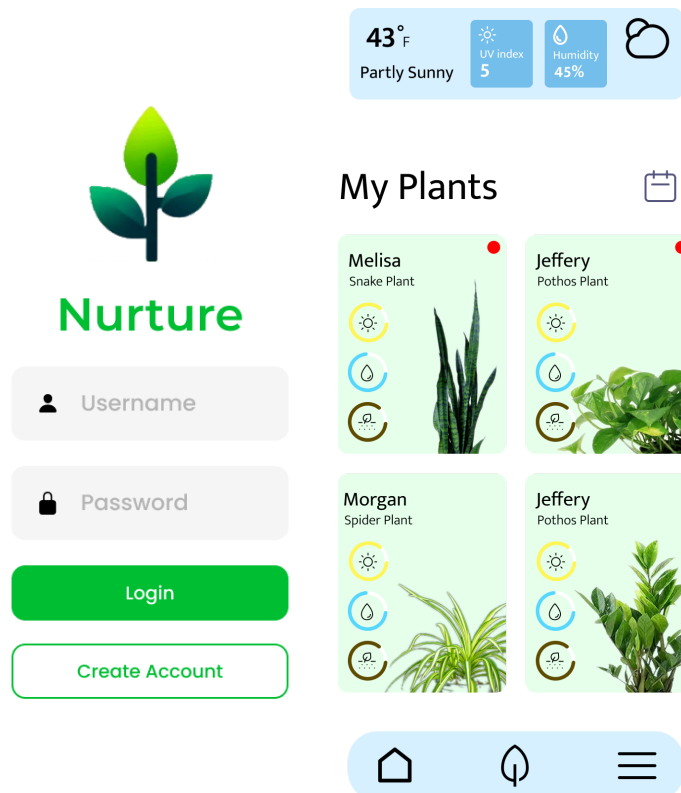 Nurture
Username
Password
Login
Create Account
43°F
Partly Sunny
UV index
5
Humidity
45%
My Plants
Melisa
Snake Plant
Jeffery
Pothos Plant
Morgan
Spider Plant
Jeffery
Pothos Plant